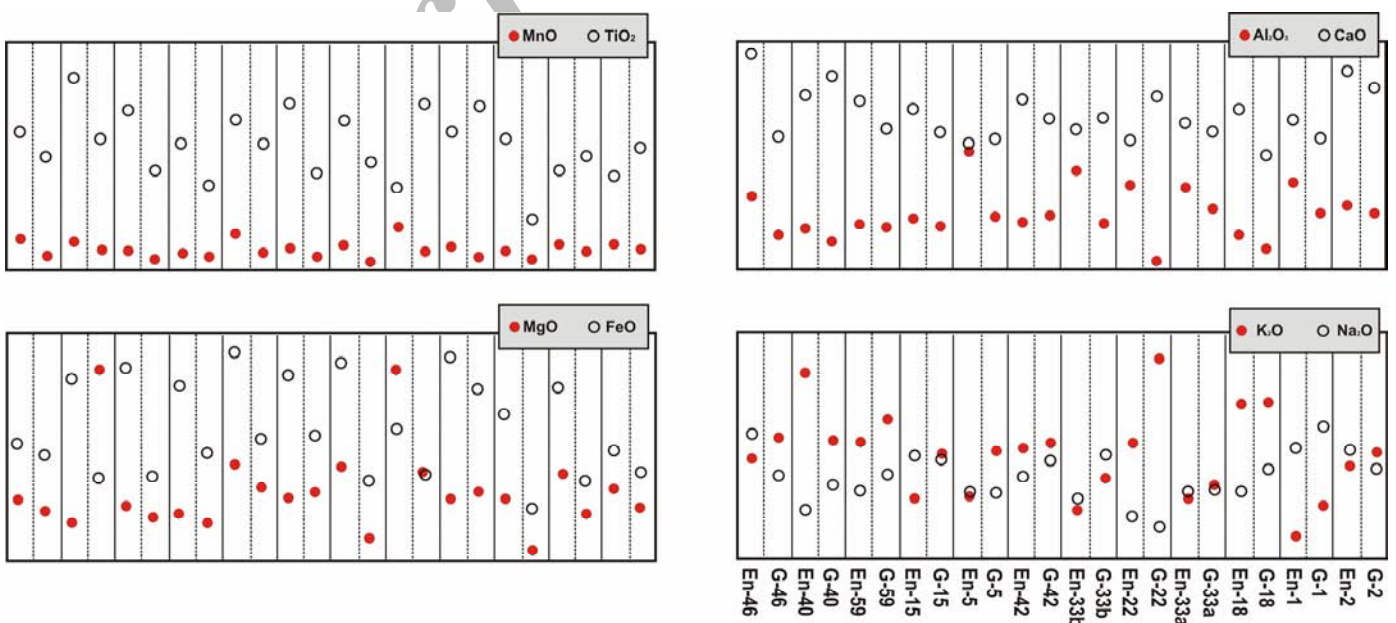 MnO TiO₂
Al₂O₃ CaO
MgO FeO
K₂O Na₂O
En-46
G-46
En-40
G-40
En-59
G-59
En-15
G-15
En-5
G-5
En-42
G-42
En-33b
G-33b
En-22
G-22
En-33a
G-33a
En-18
G-18
En-1
G-1
En-2
G-2